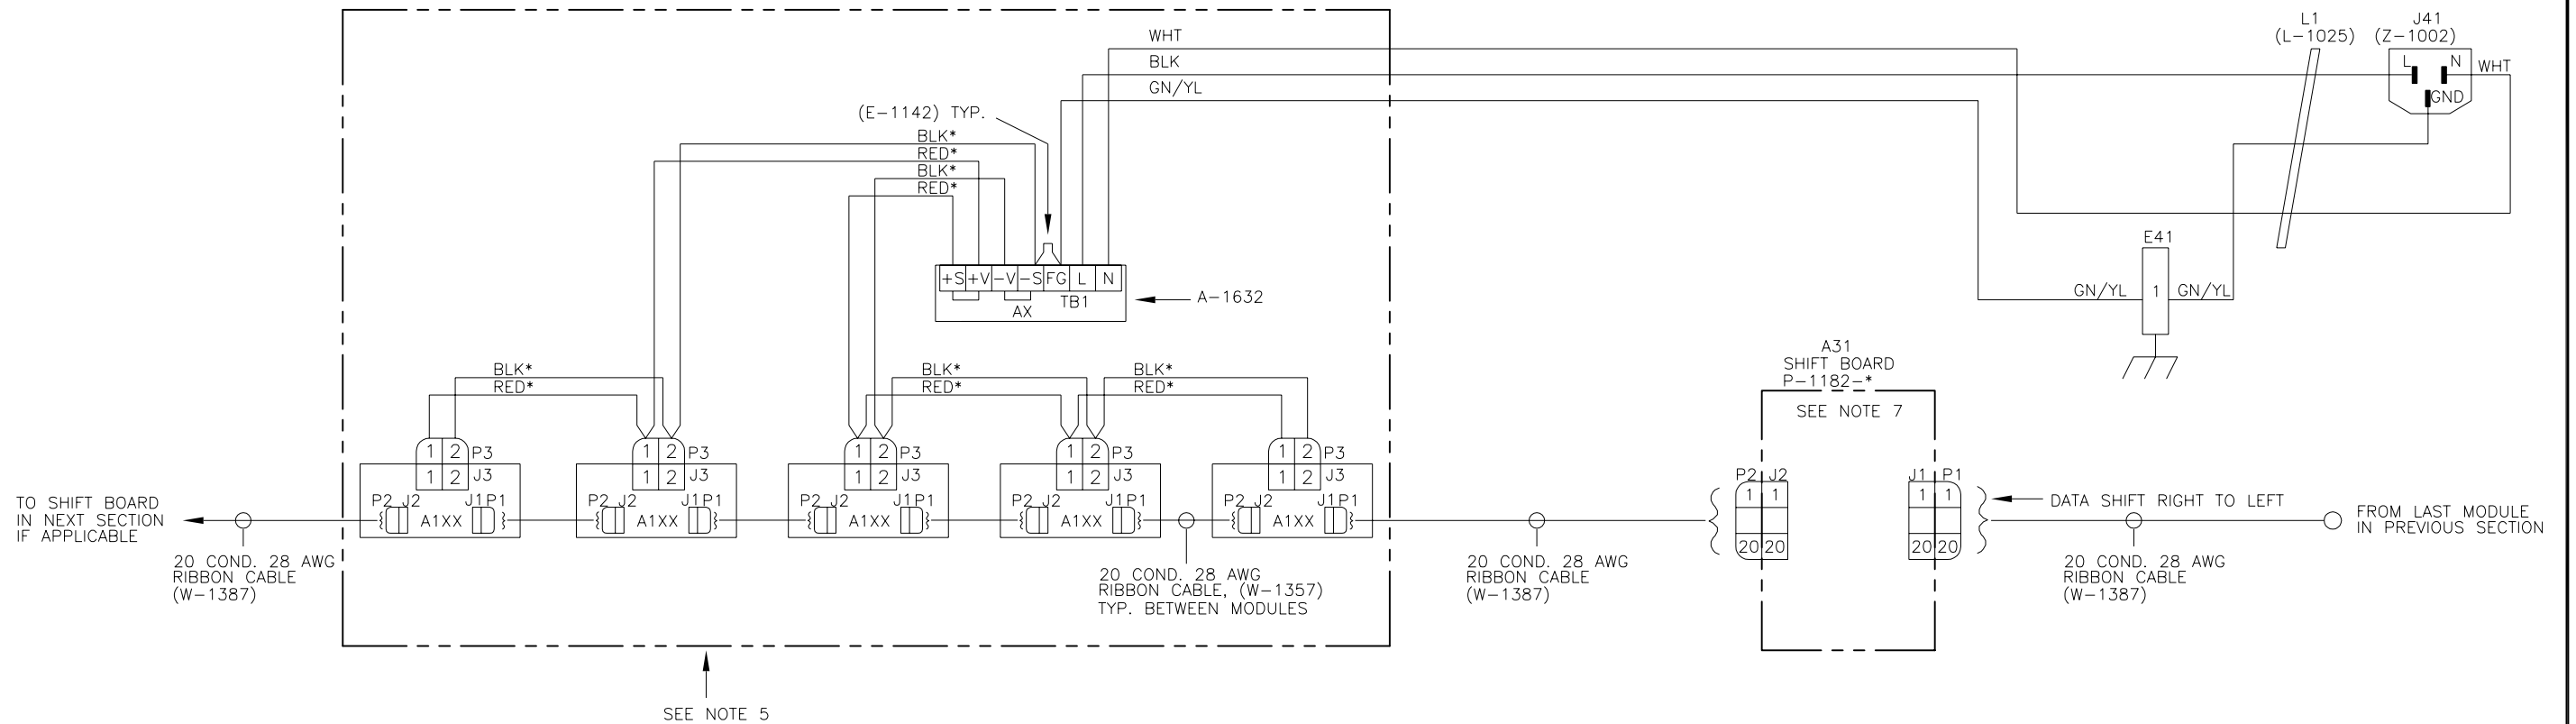 L1
(L-1025)
J41
(Z-1002)
L
N
WHT
GND
WHT
BLK
GN/YL
(E-1142) TYP.
BLK*
RED*
BLK*
RED*
+S +V -V -S FG L N
TB1
AX
A-1632
E41
GN/YL
1
GN/YL
A31
SHIFT BOARD
P-1182-*
SEE NOTE 7
BLK*
RED*
BLK*
RED*
BLK*
RED*
1 2 P3
1 2 J3
P2 J2
A1XX
J1 P1
1 2 P3
1 2 J3
P2 J2
A1XX
J1 P1
1 2 P3
1 2 J3
P2 J2
A1XX
J1 P1
1 2 P3
1 2 J3
P2 J2
A1XX
J1 P1
1 2 P3
1 2 J3
P2 J2
A1XX
J1 P1
P2 J2
1 1
20 20
J1 P1
1 1
20 20
DATA SHIFT RIGHT TO LEFT
TO SHIFT BOARD
IN NEXT SECTION
IF APPLICABLE
FROM LAST MODULE
IN PREVIOUS SECTION
20 COND. 28 AWG
RIBBON CABLE
(W-1387)
20 COND. 28 AWG
RIBBON CABLE, (W-1357)
TYP. BETWEEN MODULES
20 COND. 28 AWG
RIBBON CABLE
(W-1387)
20 COND. 28 AWG
RIBBON CABLE
(W-1387)
SEE NOTE 5